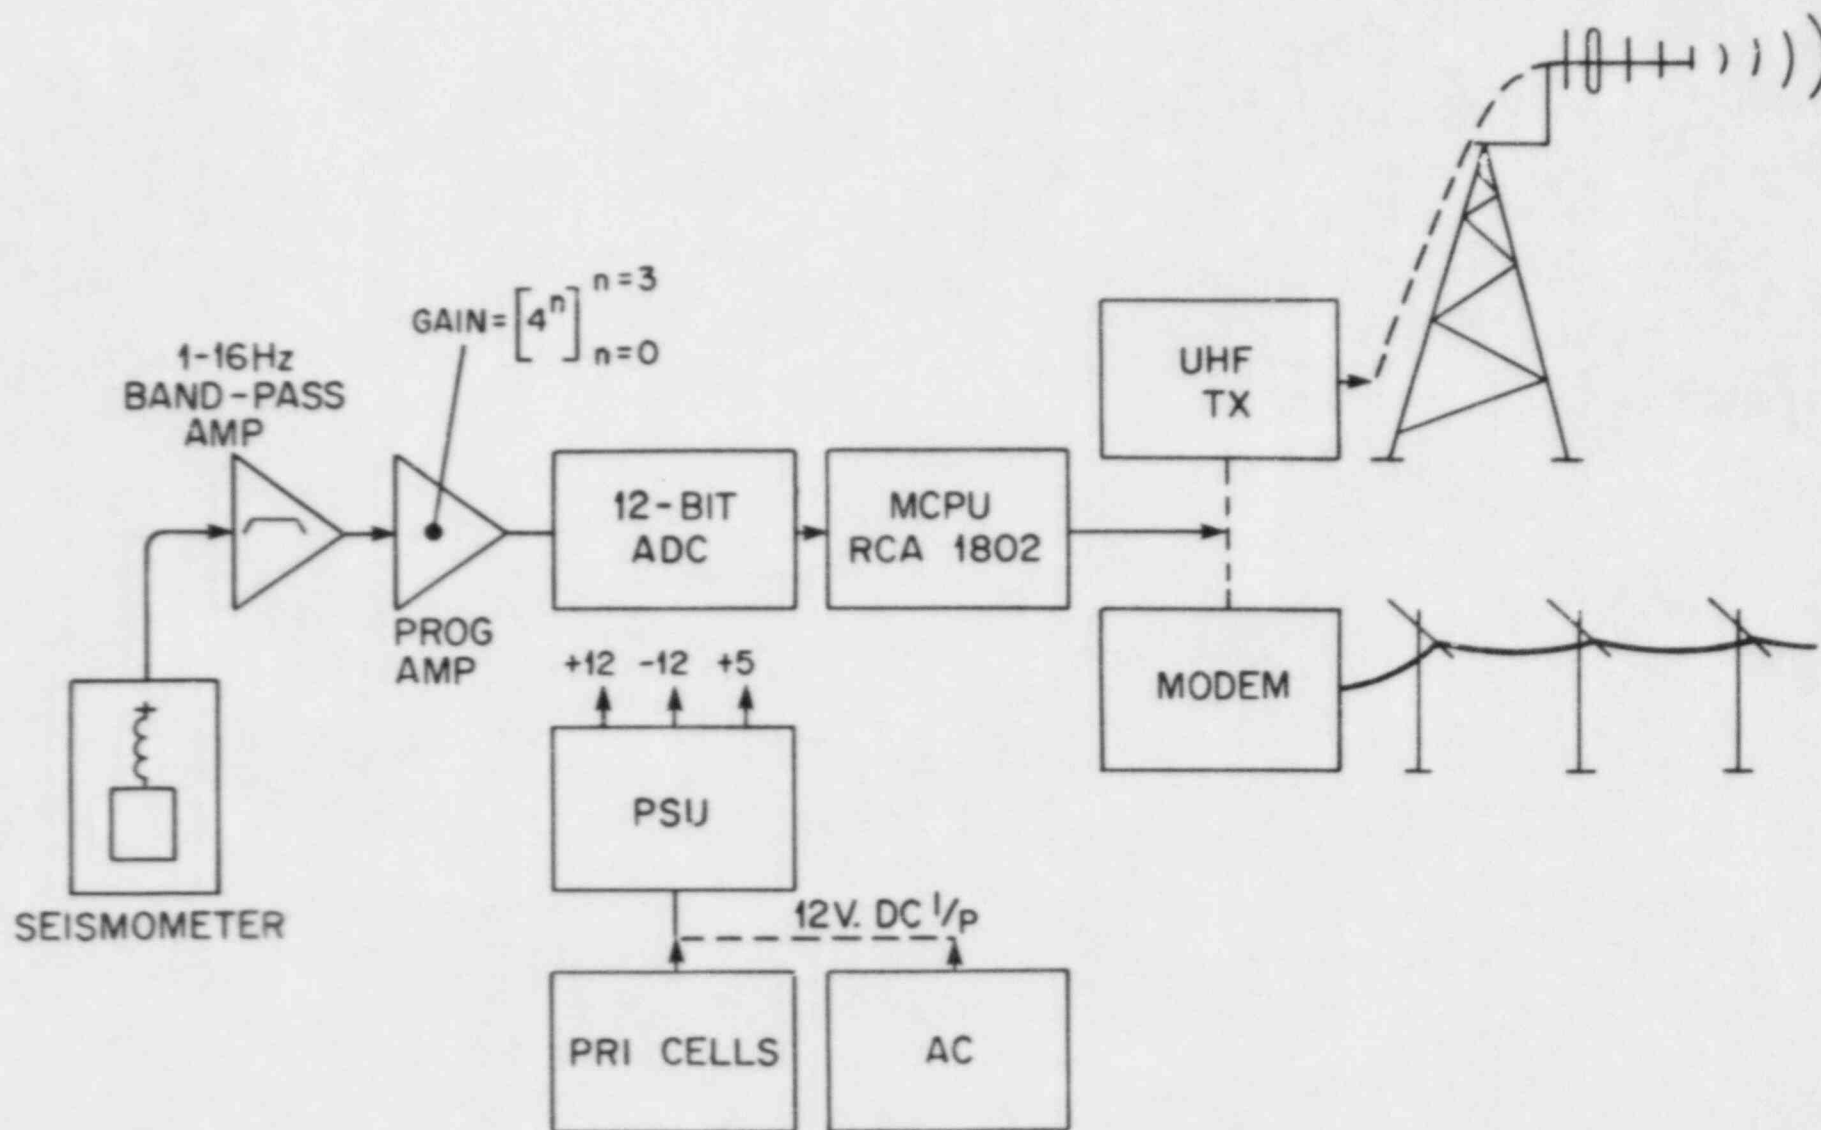 n=3
GAIN=[4ⁿ]
n=0
1-16Hz
BAND-PASS
AMP
UHF
TX
12-BIT
ADC
MCPU
RCA 1802
PROG
AMP
+12 -12 +5
MODEM
PSU
SEISMOMETER
12V. DC I/P
PRI CELLS
AC